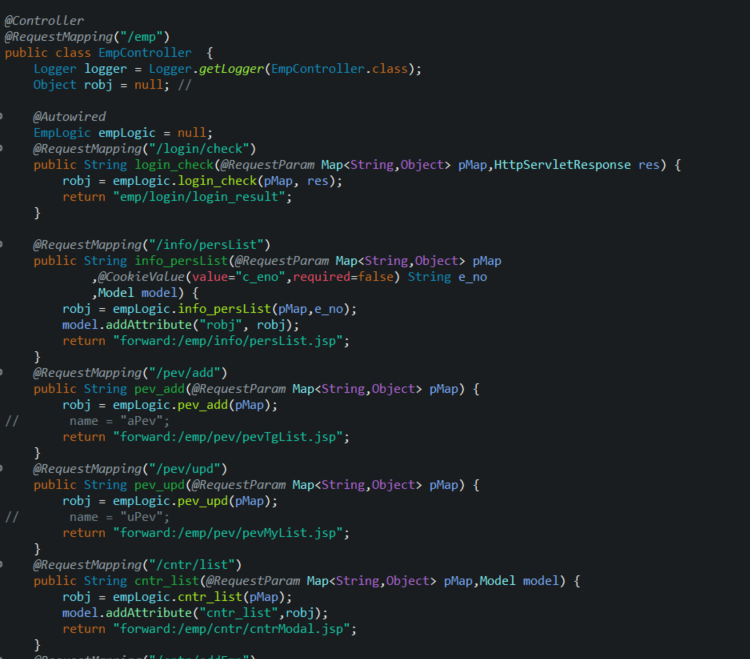 @Controller
@RequestMapping("/emp")
public class EmpController  {
    Logger logger = Logger.getLogger(EmpController.class);
    Object robj = null; //

    @Autowired
    EmpLogic empLogic = null;
    @RequestMapping("/login/check")
    public String login_check(@RequestParam Map<String,Object> pMap,HttpServletResponse res) {
        robj = empLogic.login_check(pMap, res);
        return "emp/login/login_result";
    }

    @RequestMapping("/info/persList")
    public String info_persList(@RequestParam Map<String,Object> pMap
            ,@CookieValue(value="c_eno",required=false) String e_no
            ,Model model) {
        robj = empLogic.info_persList(pMap,e_no);
        model.addAttribute("robj", robj);
        return "forward:/emp/info/persList.jsp";
    }
    @RequestMapping("/pev/add")
    public String pev_add(@RequestParam Map<String,Object> pMap) {
        robj = empLogic.pev_add(pMap);
//       name = "aPev";
        return "forward:/emp/pev/pevTgList.jsp";
    }
    @RequestMapping("/pev/upd")
    public String pev_upd(@RequestParam Map<String,Object> pMap) {
        robj = empLogic.pev_upd(pMap);
//       name = "uPev";
        return "forward:/emp/pev/pevMyList.jsp";
    }
    @RequestMapping("/cntr/list")
    public String cntr_list(@RequestParam Map<String,Object> pMap,Model model) {
        robj = empLogic.cntr_list(pMap);
        model.addAttribute("cntr_list",robj);
        return "forward:/emp/cntr/cntrModal.jsp";
    }